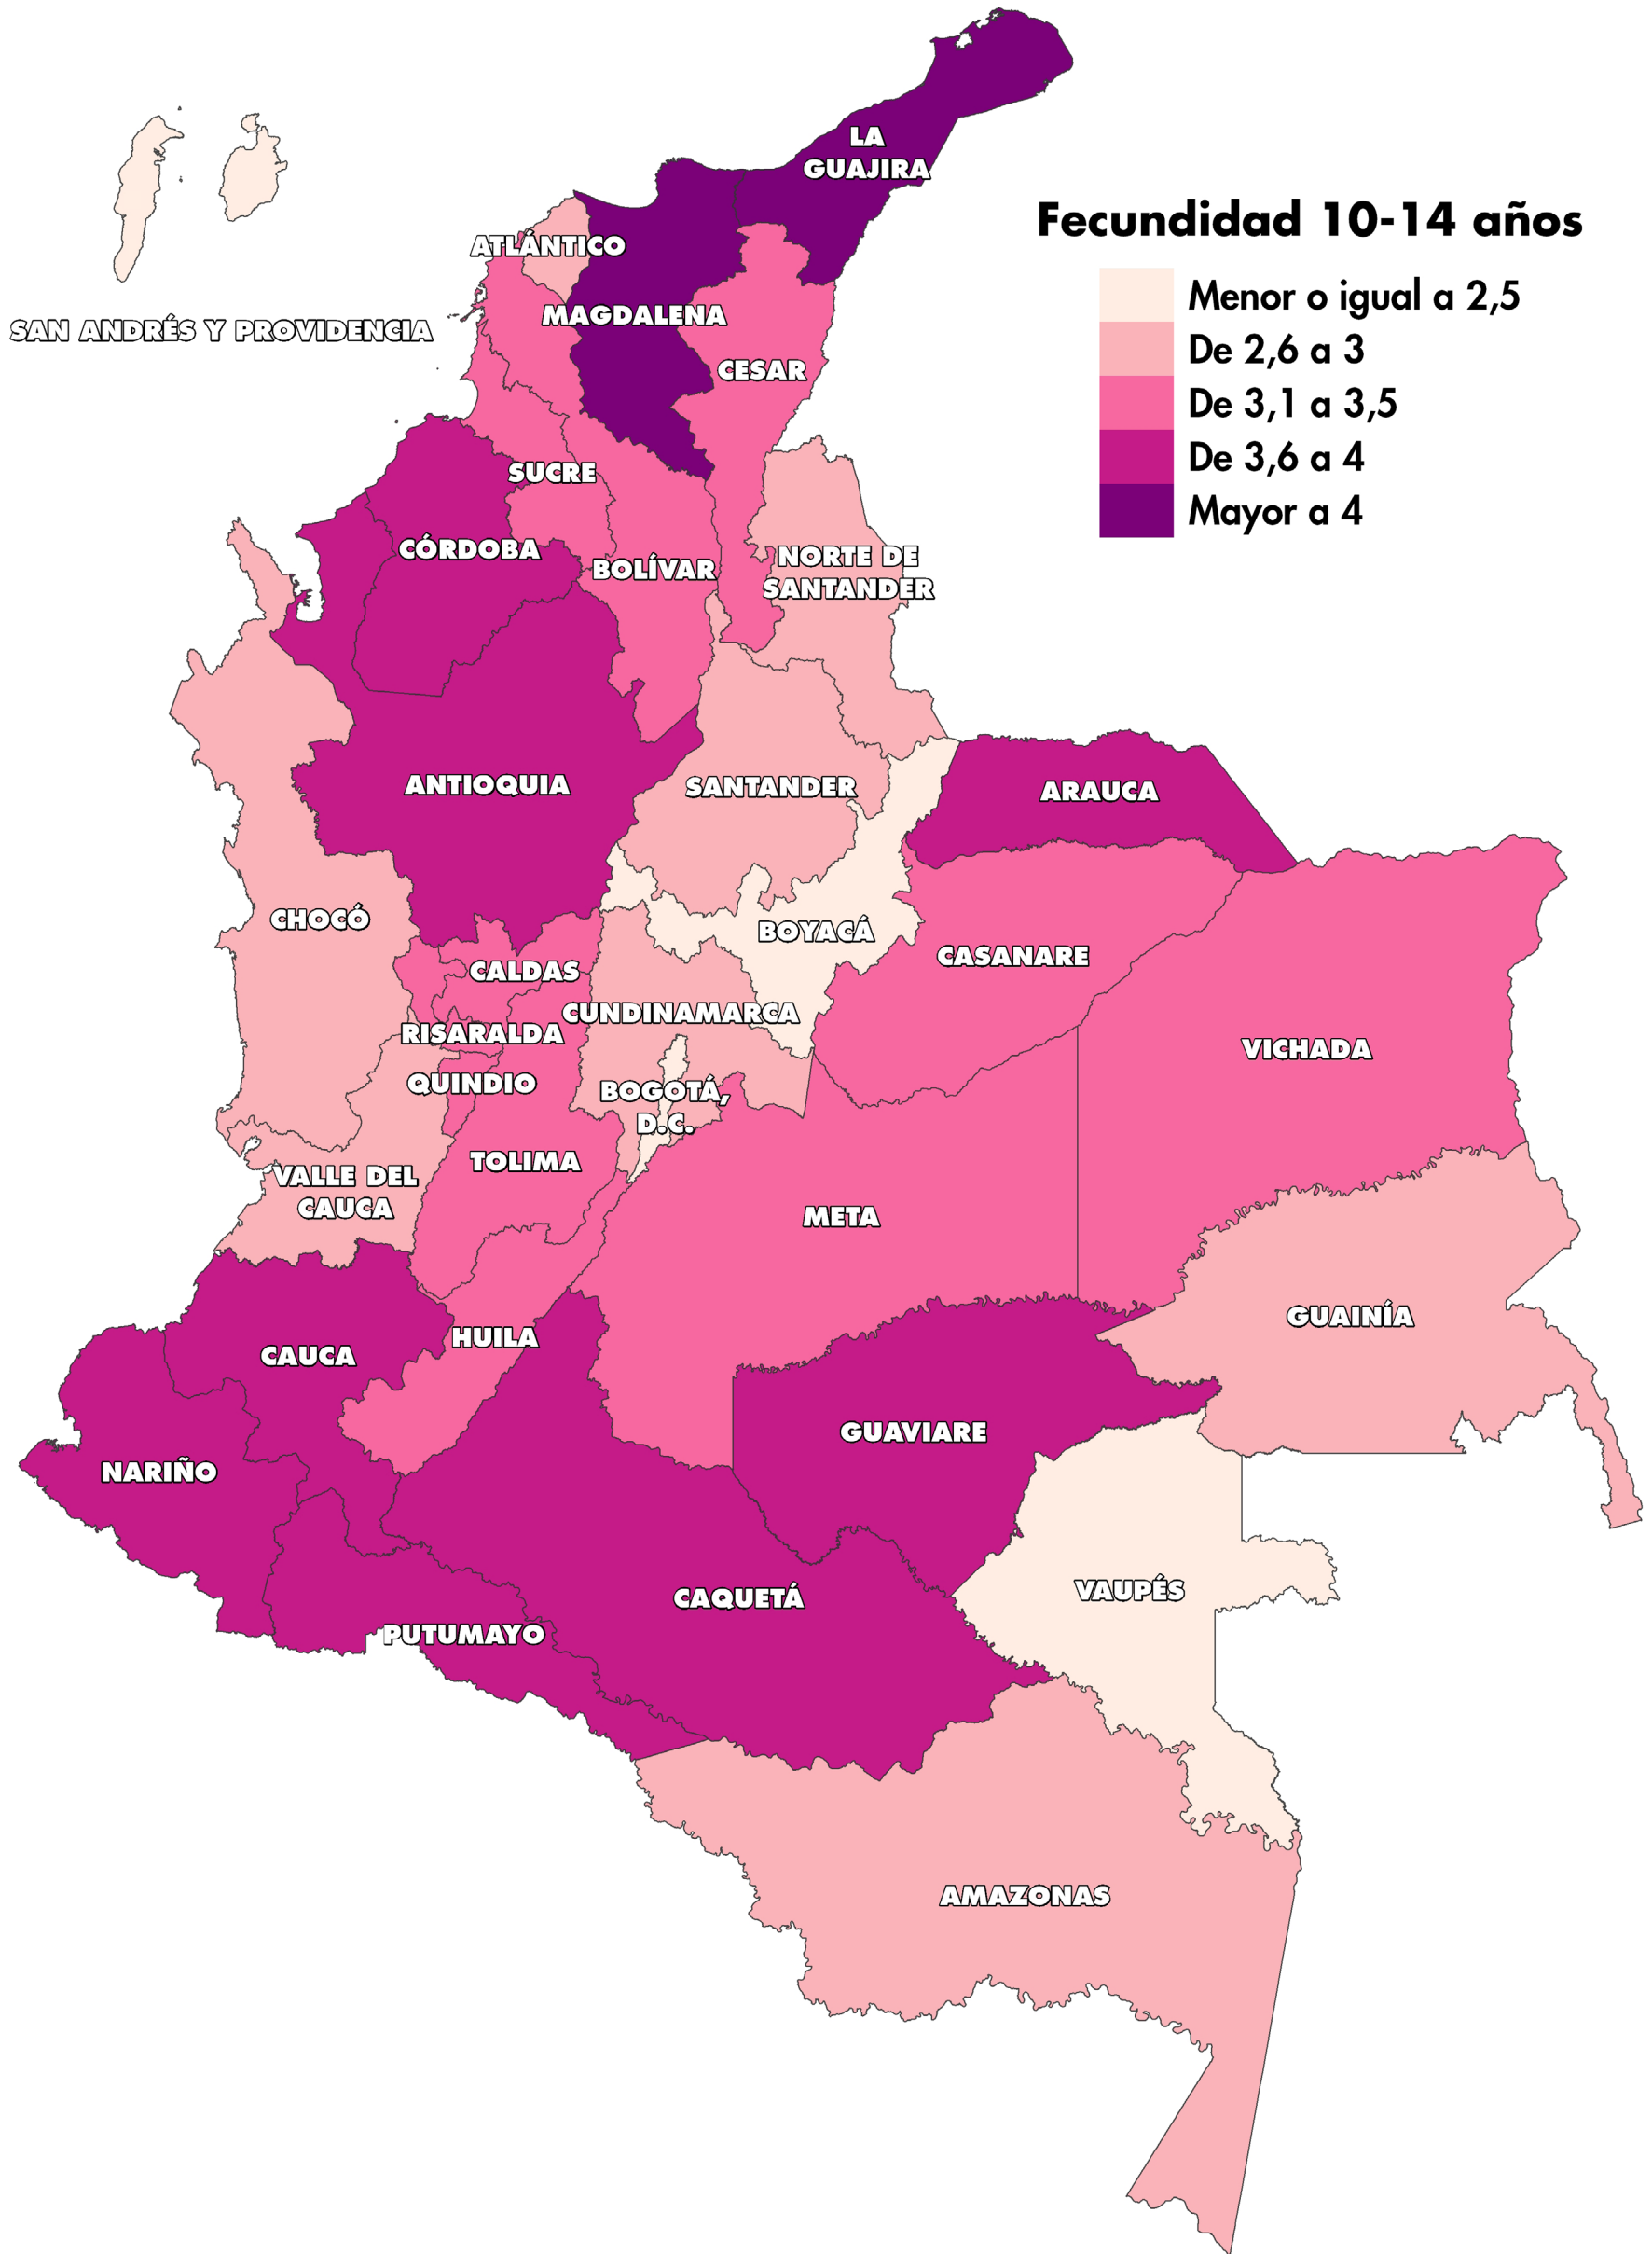 LA
GUAJIRA
Fecundidad 10-14 años
Menor o igual a 2,5
De 2,6 a 3
De 3,1 a 3,5
De 3,6 a 4
Mayor a 4
ATLÁNTICO
MAGDALENA
SAN ANDRÉS Y PROVIDENCIA
CESAR
SUCRE
CÓRDOBA
BOLÍVAR
NORTE DE
SANTANDER
ANTIOQUIA
SANTANDER
ARAUCA
CHOCÓ
BOYACÁ
CASANARE
CALDAS
CUNDINAMARCA
RISARALDA
VICHADA
QUINDIO
BOGOTÁ,
D.C.
TOLIMA
VALLE DEL
CAUCA
META
GUAINÍA
HUILA
CAUCA
GUAVIARE
NARIÑO
VAUPÉS
CAQUETÁ
PUTUMAYO
AMAZONAS